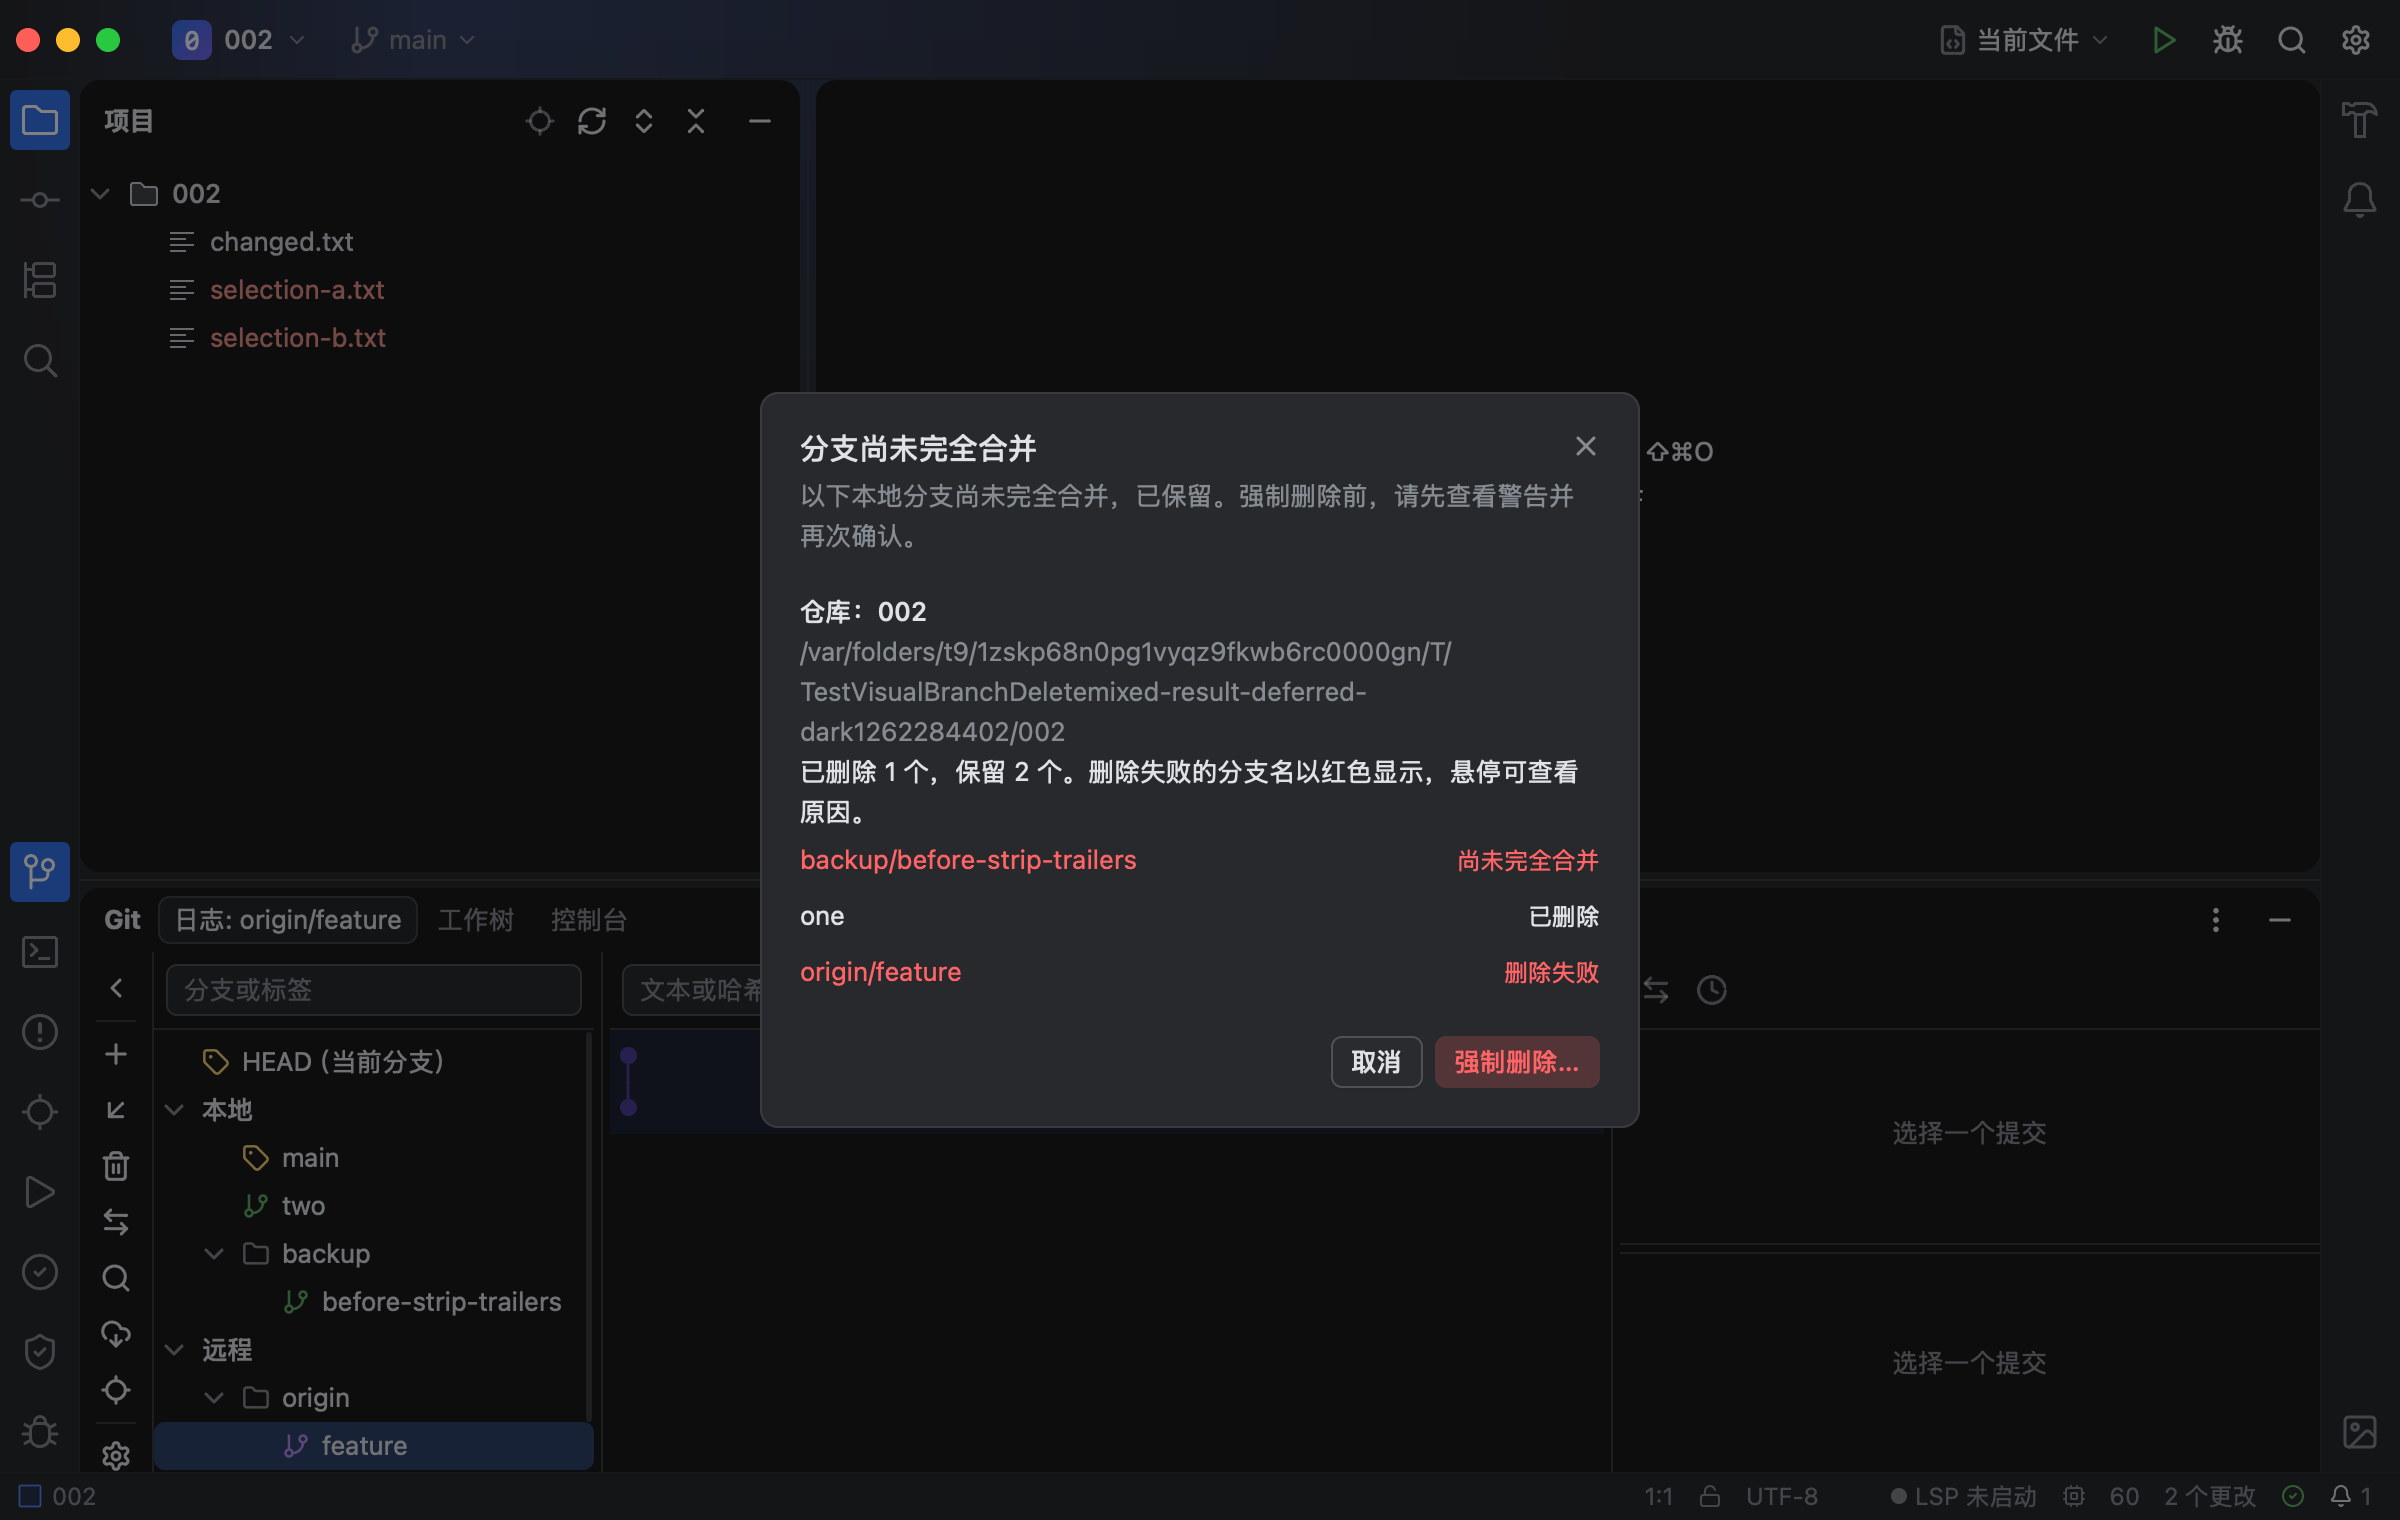 0 002 main 当前文件
项目
002
changed.txt
selection-a.txt
selection-b.txt
⇧⌘O
分支尚未完全合并
以下本地分支尚未完全合并，已保留。强制删除前，请先查看警告并
再次确认。
仓库：002
/var/folders/t9/1zskp68n0pg1vyqz9fkwb6rc0000gn/T/
TestVisualBranchDeletemixed-result-deferred-
dark1262284402/002
已删除 1 个，保留 2 个。删除失败的分支名以红色显示，悬停可查看
原因。
backup/before-strip-trailers 尚未完全合并
one 已删除
origin/feature 删除失败
取消 强制删除...
Git 日志: origin/feature 工作树 控制台
分支或标签
文本或哈希
HEAD (当前分支)
本地
main
two
backup
before-strip-trailers
远程
origin
feature
选择一个提交
选择一个提交
002 1:1 UTF-8 LSP 未启动 60 2 个更改 1